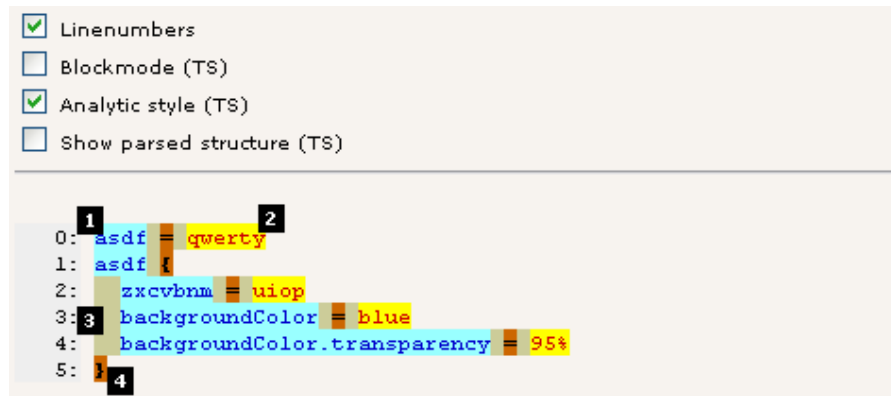 Linenumbers
Blockmode (TS)
Analytic style (TS)
Show parsed structure (TS)
1 2
0: asdf = qwerty
1: asdf {
2: zxcvbnm = uiop
3: 3 backgroundColor = blue
4: backgroundColor.transparency = 95%
5: } 4